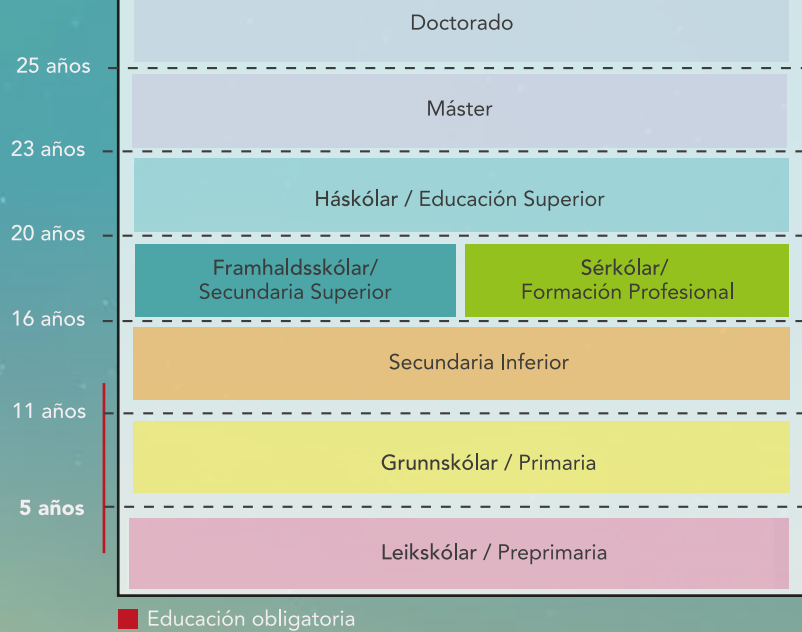 Doctorado
25 años
Máster
23 años
Háskólar / Educación Superior
20 años
Framhaldsskólar/
Secundaria Superior
Sérkólar/
Formación Profesional
16 años
Secundaria Inferior
11 años
Grunnskólar / Primaria
5 años
Leikskólar / Preprimaria
Educación obligatoria